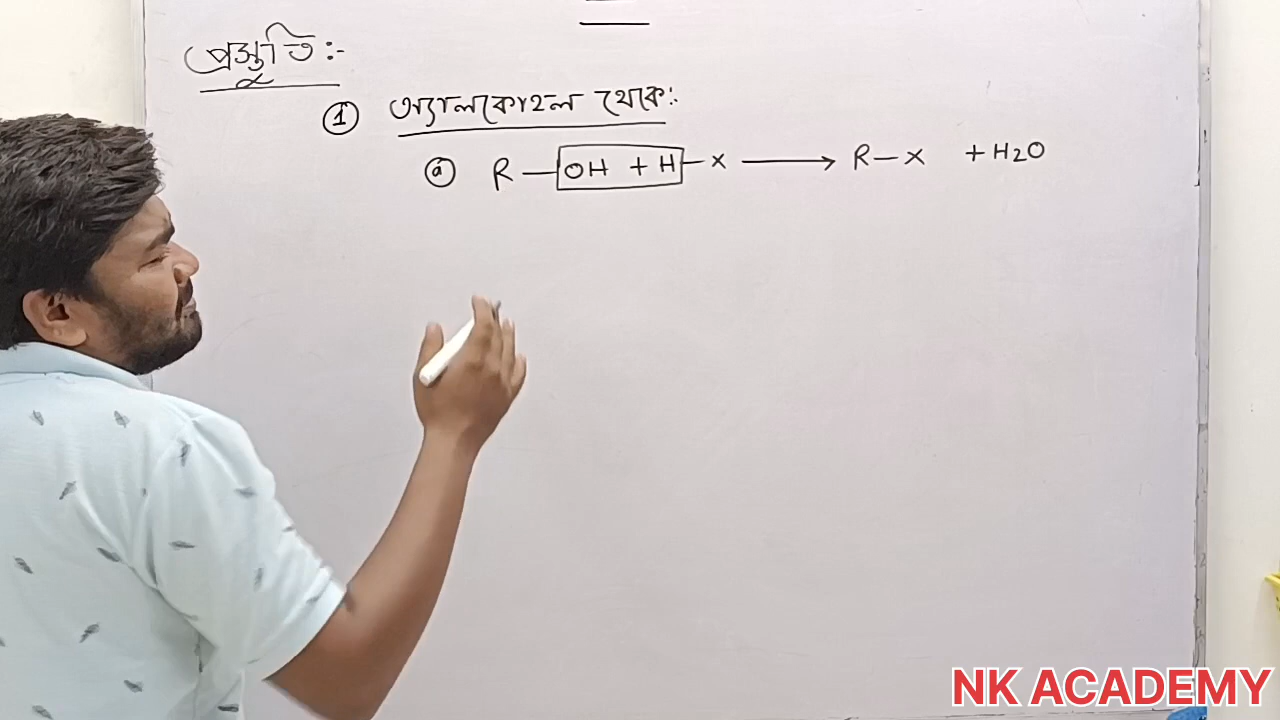 প্রস্তুতি :-
① অ্যালকোহল থেকে :-
ⓐ R — OH + H — X ⟶ R — X + H₂O
NK ACADEMY